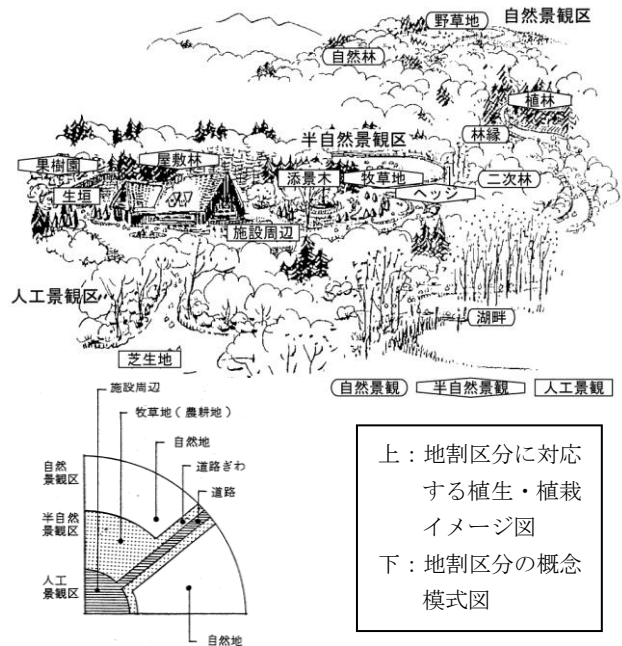 野草地
自然景観区
自然林
植林
半自然景観区
林縁
果樹園
屋敷林
添景木
牧草地
二次林
生垣
ヘッジ
施設周辺
人工景観区
湖畔
芝生地
自然景観
半自然景観
人工景観
施設周辺
牧草地（農耕地）
自然地
自然
景観区
道路ぎわ
道路
半自然
景観区
人工
景観区
自然地
上：地割区分に対応
する植生・植栽
イメージ図
下：地割区分の概念
模式図